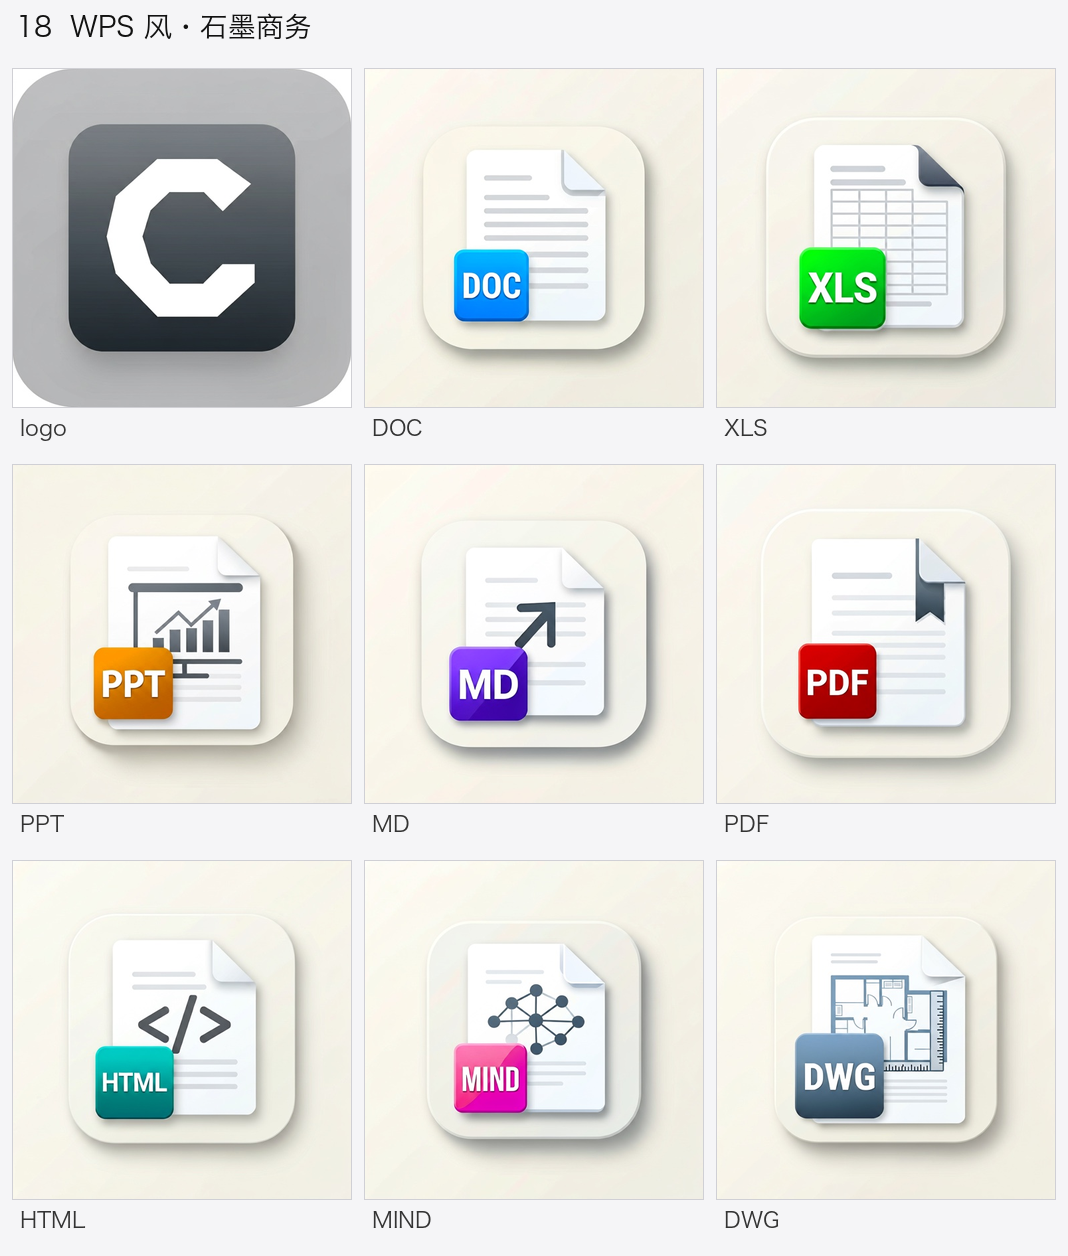 18 WPS 风·石墨商务
C
logo
DOC
DOC
XLS
XLS
PPT
PPT
MD
MD
PDF
PDF
</>
HTML
HTML
MIND
MIND
DWG
DWG